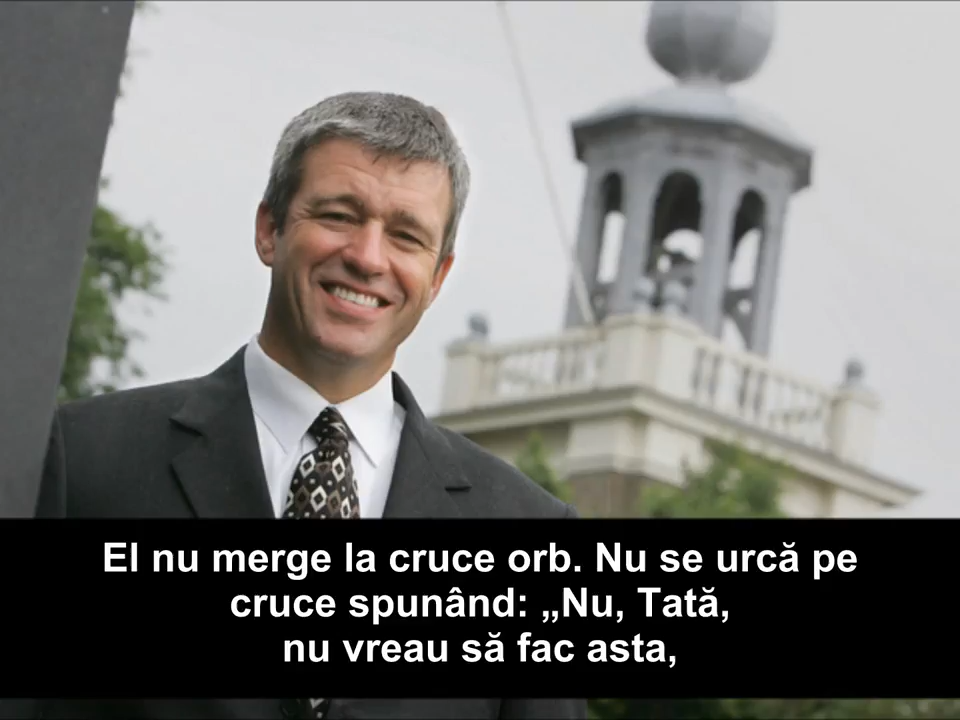 El nu merge la cruce orb. Nu se urcă pe
cruce spunând: „Nu, Tată,
nu vreau să fac asta,